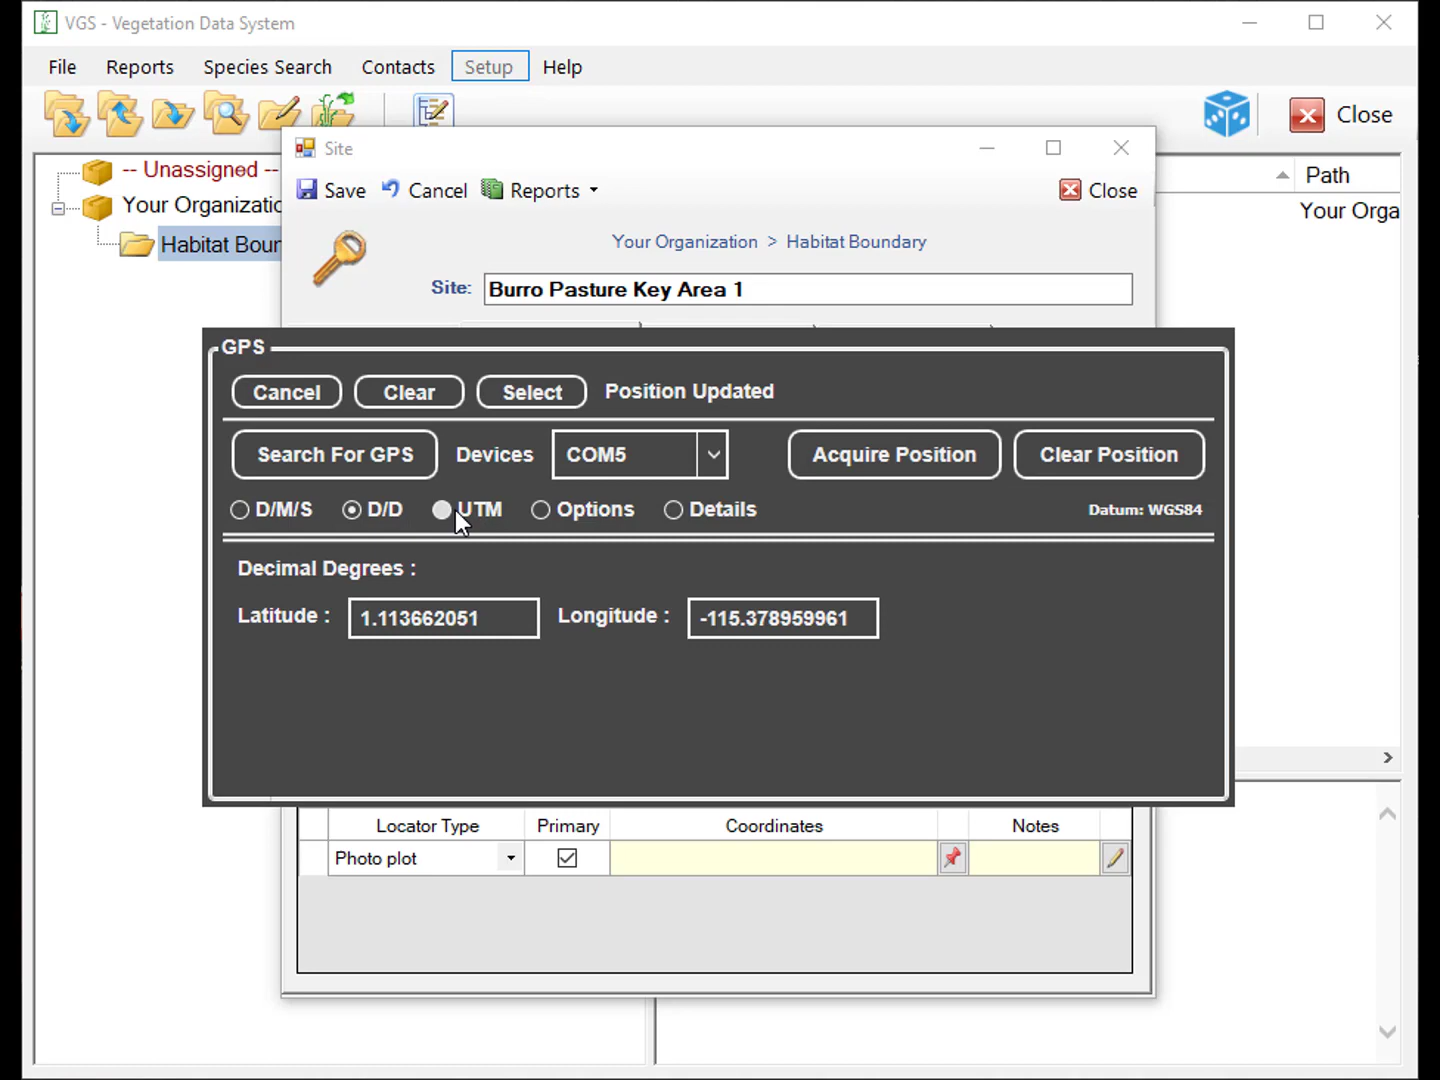 VGS - Vegetation Data System
File Reports Species Search Contacts Setup Help
Close
-- Unassigned --
Your Organizatio
Habitat Boun
Path
Your Orga
Site
Save Cancel Reports Close
Your Organization > Habitat Boundary
Site: Burro Pasture Key Area 1
GPS
Cancel Clear Select Position Updated
Search For GPS Devices COM5 Acquire Position Clear Position
D/M/S D/D UTM Options Details Datum: WGS84
Decimal Degrees :
Latitude : 1.113662051 Longitude : -115.378959961
Locator Type Primary Coordinates Notes
Photo plot